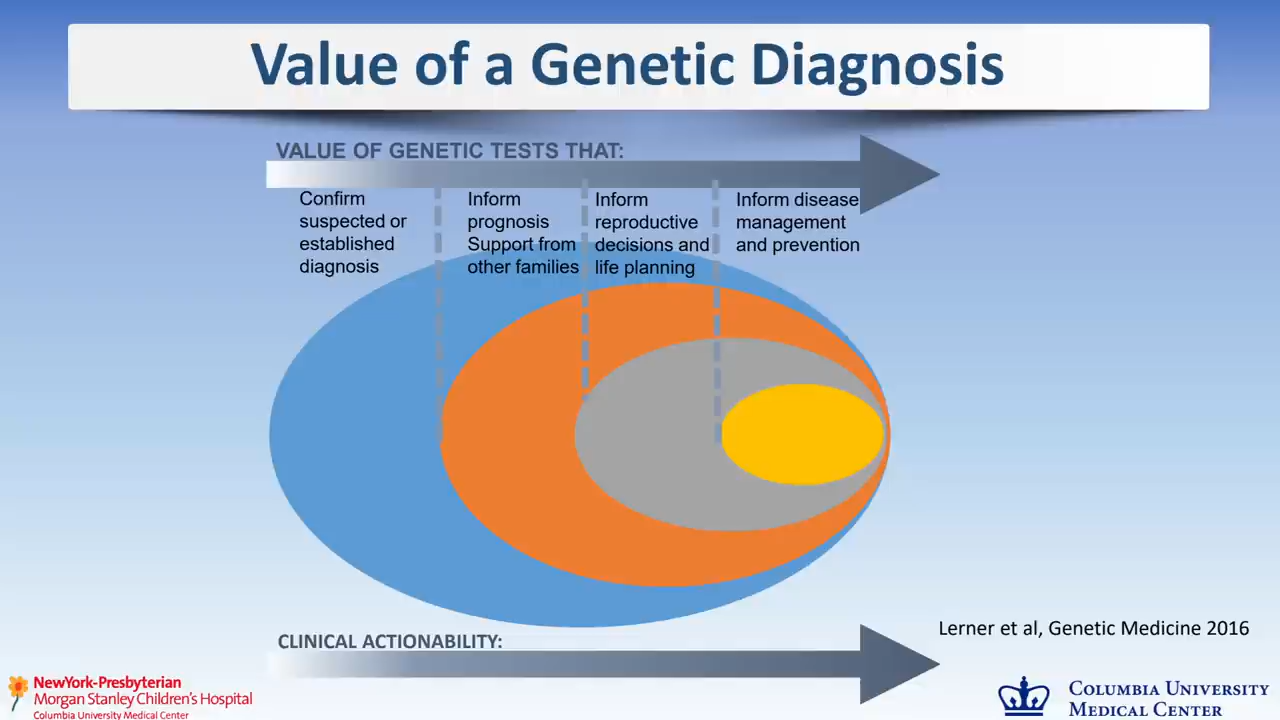 Value of a Genetic Diagnosis
VALUE OF GENETIC TESTS THAT:
Confirm
suspected or
established
diagnosis
Inform
prognosis
Support from
other families
Inform
reproductive
decisions and
life planning
Inform disease
management
and prevention
CLINICAL ACTIONABILITY:
Lerner et al, Genetic Medicine 2016
NewYork-Presbyterian
Morgan Stanley Children's Hospital
Columbia University Medical Center
COLUMBIA UNIVERSITY
MEDICAL CENTER